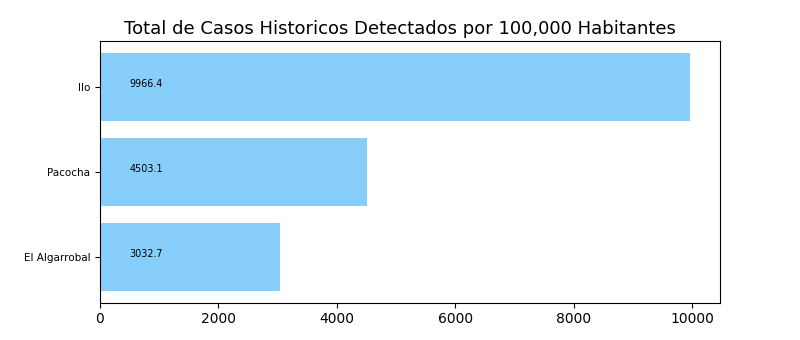 Total de Casos Historicos Detectados por 100,000 Habitantes
Ilo
9966.4
Pacocha
4503.1
El Algarrobal
3032.7
0 2000 4000 6000 8000 10000